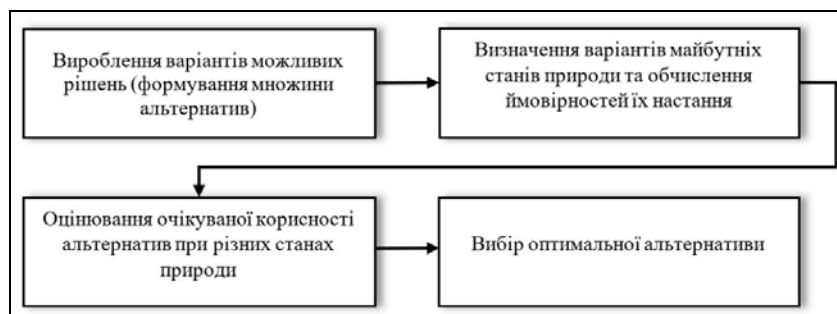 Вироблення варіантів можливих
рішень (формування множини
альтернатив)
Визначення варіантів майбутніх
станів природи та обчислення
ймовірностей їх настання
Оцінювання очікуваної корисності
альтернатив при різних станах
природи
Вибір оптимальної альтернативи